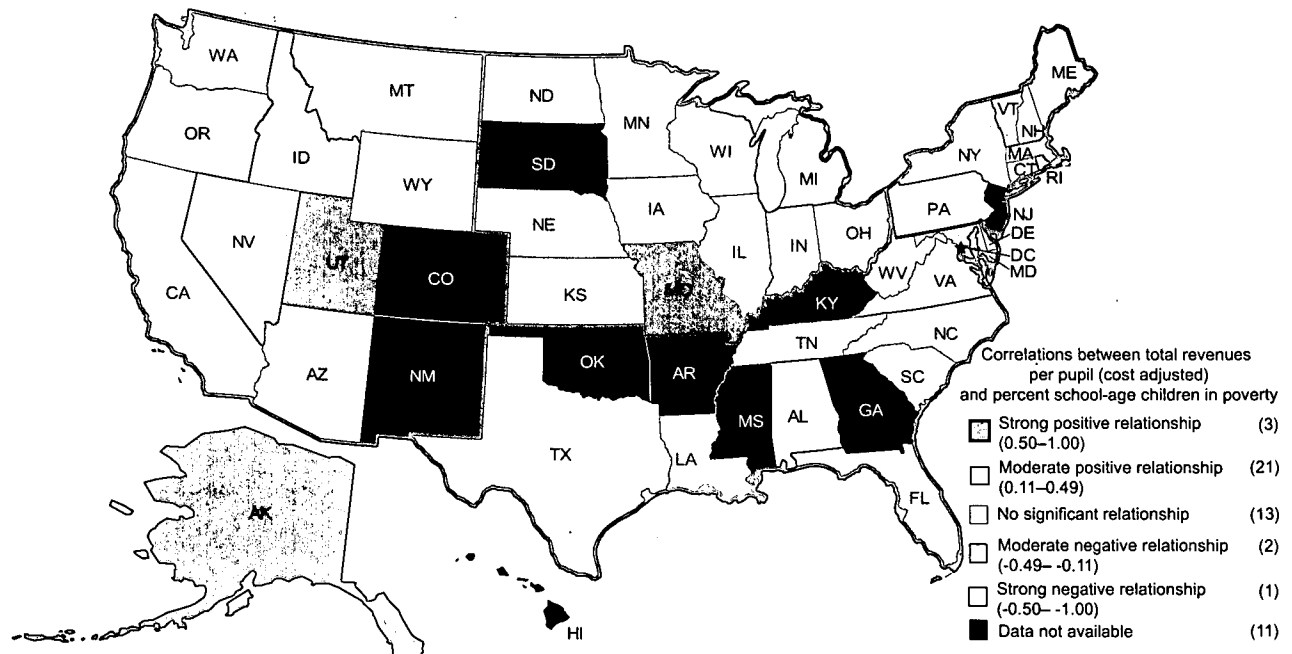 WA
MT
ND
MN
ME
VT
NH
OR
ID
WY
SD
WI
MI
NY
MA
CT
RI
NV
UT
CO
NE
IA
IL
IN
OH
PA
NJ
DE
DC
MD
CA
KS
MO
KY
WV
VA
AZ
NM
OK
AR
TN
NC
SC
TX
LA
MS
AL
GA
FL
AK
HI
Correlations between total revenues
per pupil (cost adjusted)
and percent school-age children in poverty
Strong positive relationship (3)
(0.50–1.00)
Moderate positive relationship (21)
(0.11–0.49)
No significant relationship (13)
Moderate negative relationship (2)
(-0.49– -0.11)
Strong negative relationship (1)
(-0.50– -1.00)
Data not available (11)